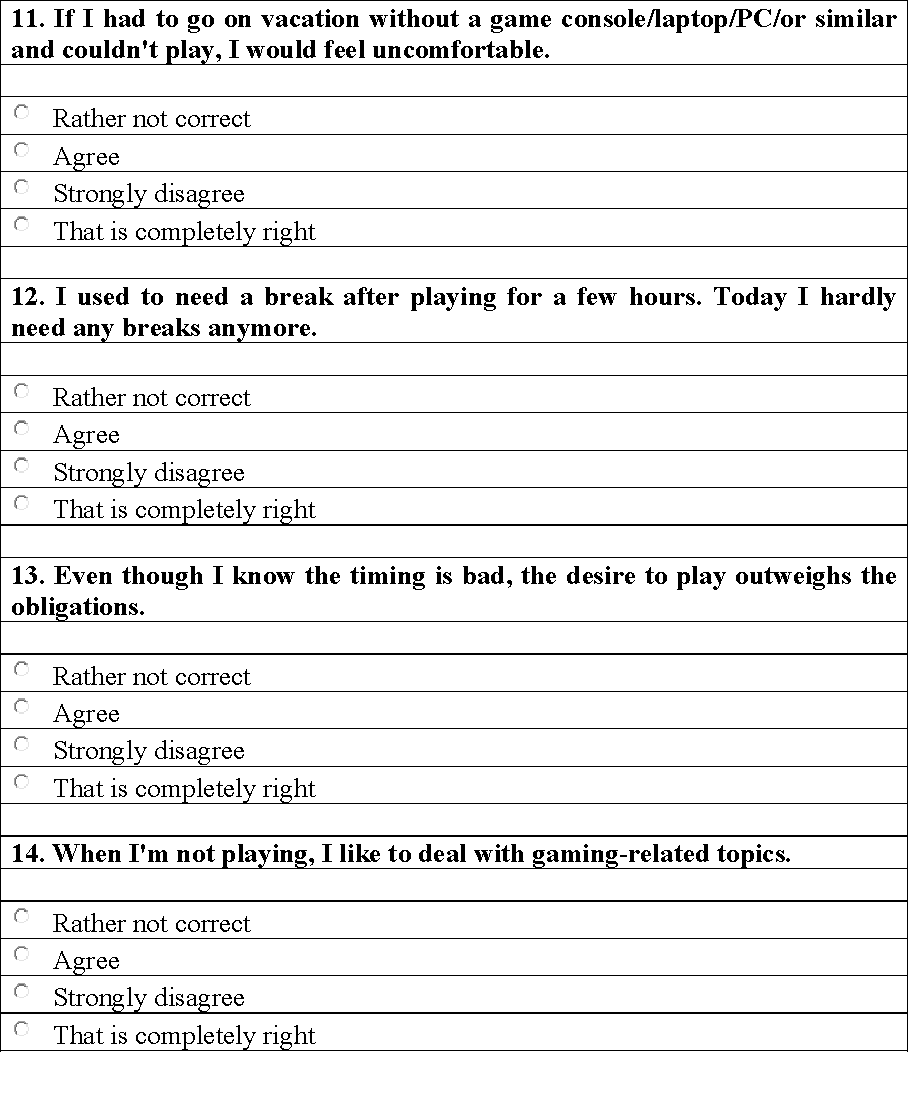 11. If I had to go on vacation without a game console/laptop/PC/or similar
and couldn't play, I would feel uncomfortable.
Rather not correct
Agree
Strongly disagree
That is completely right
12. I used to need a break after playing for a few hours. Today I hardly
need any breaks anymore.
Rather not correct
Agree
Strongly disagree
That is completely right
13. Even though I know the timing is bad, the desire to play outweighs the
obligations.
Rather not correct
Agree
Strongly disagree
That is completely right
14. When I'm not playing, I like to deal with gaming-related topics.
Rather not correct
Agree
Strongly disagree
That is completely right